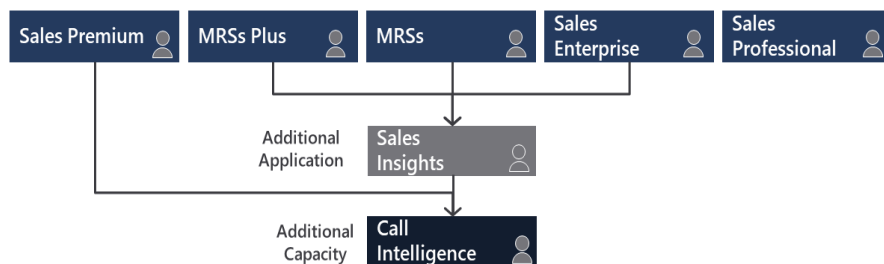 Sales Premium
MRSs Plus
MRSs
Sales
Enterprise
Sales
Professional
Additional
Application
Sales
Insights
Additional
Capacity
Call
Intelligence